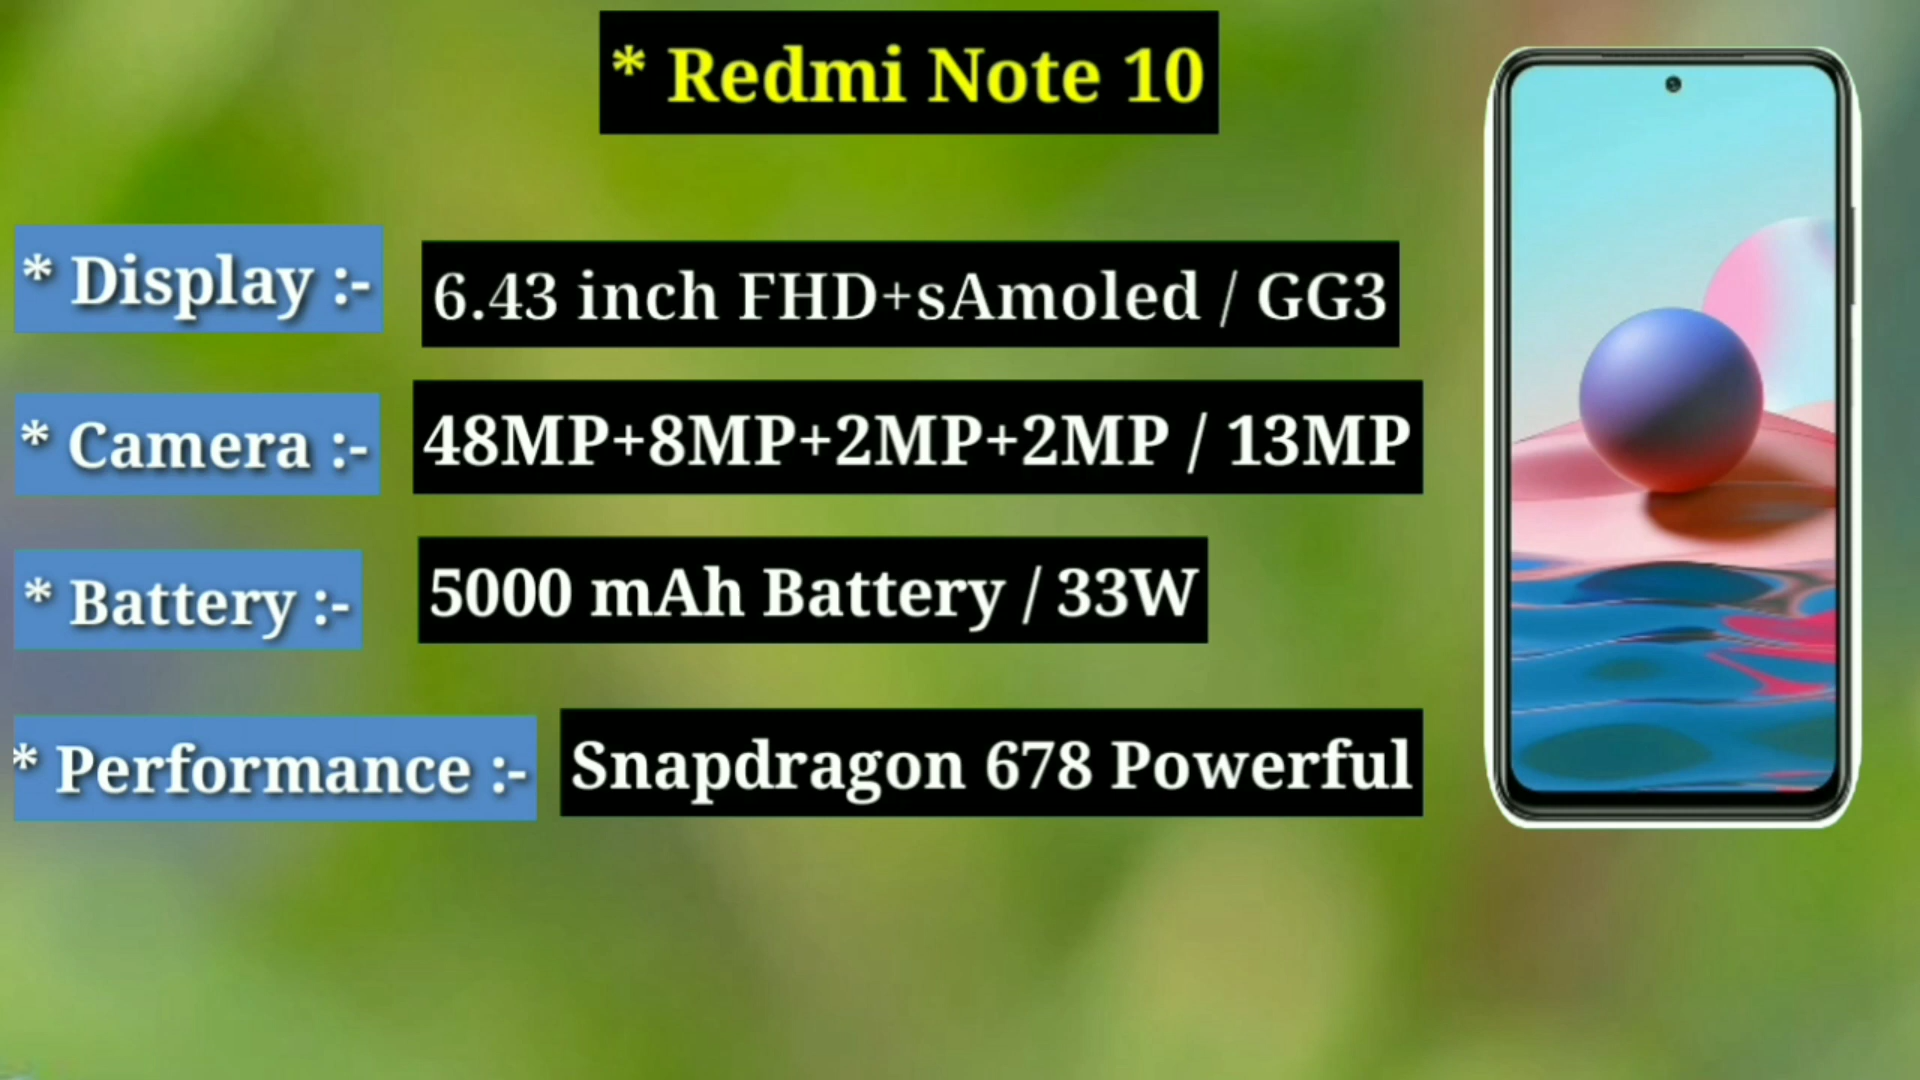 * Redmi Note 10
* Display :- 6.43 inch FHD+sAmoled / GG3
* Camera :- 48MP+8MP+2MP+2MP / 13MP
* Battery :- 5000 mAh Battery / 33W
* Performance :- Snapdragon 678 Powerful